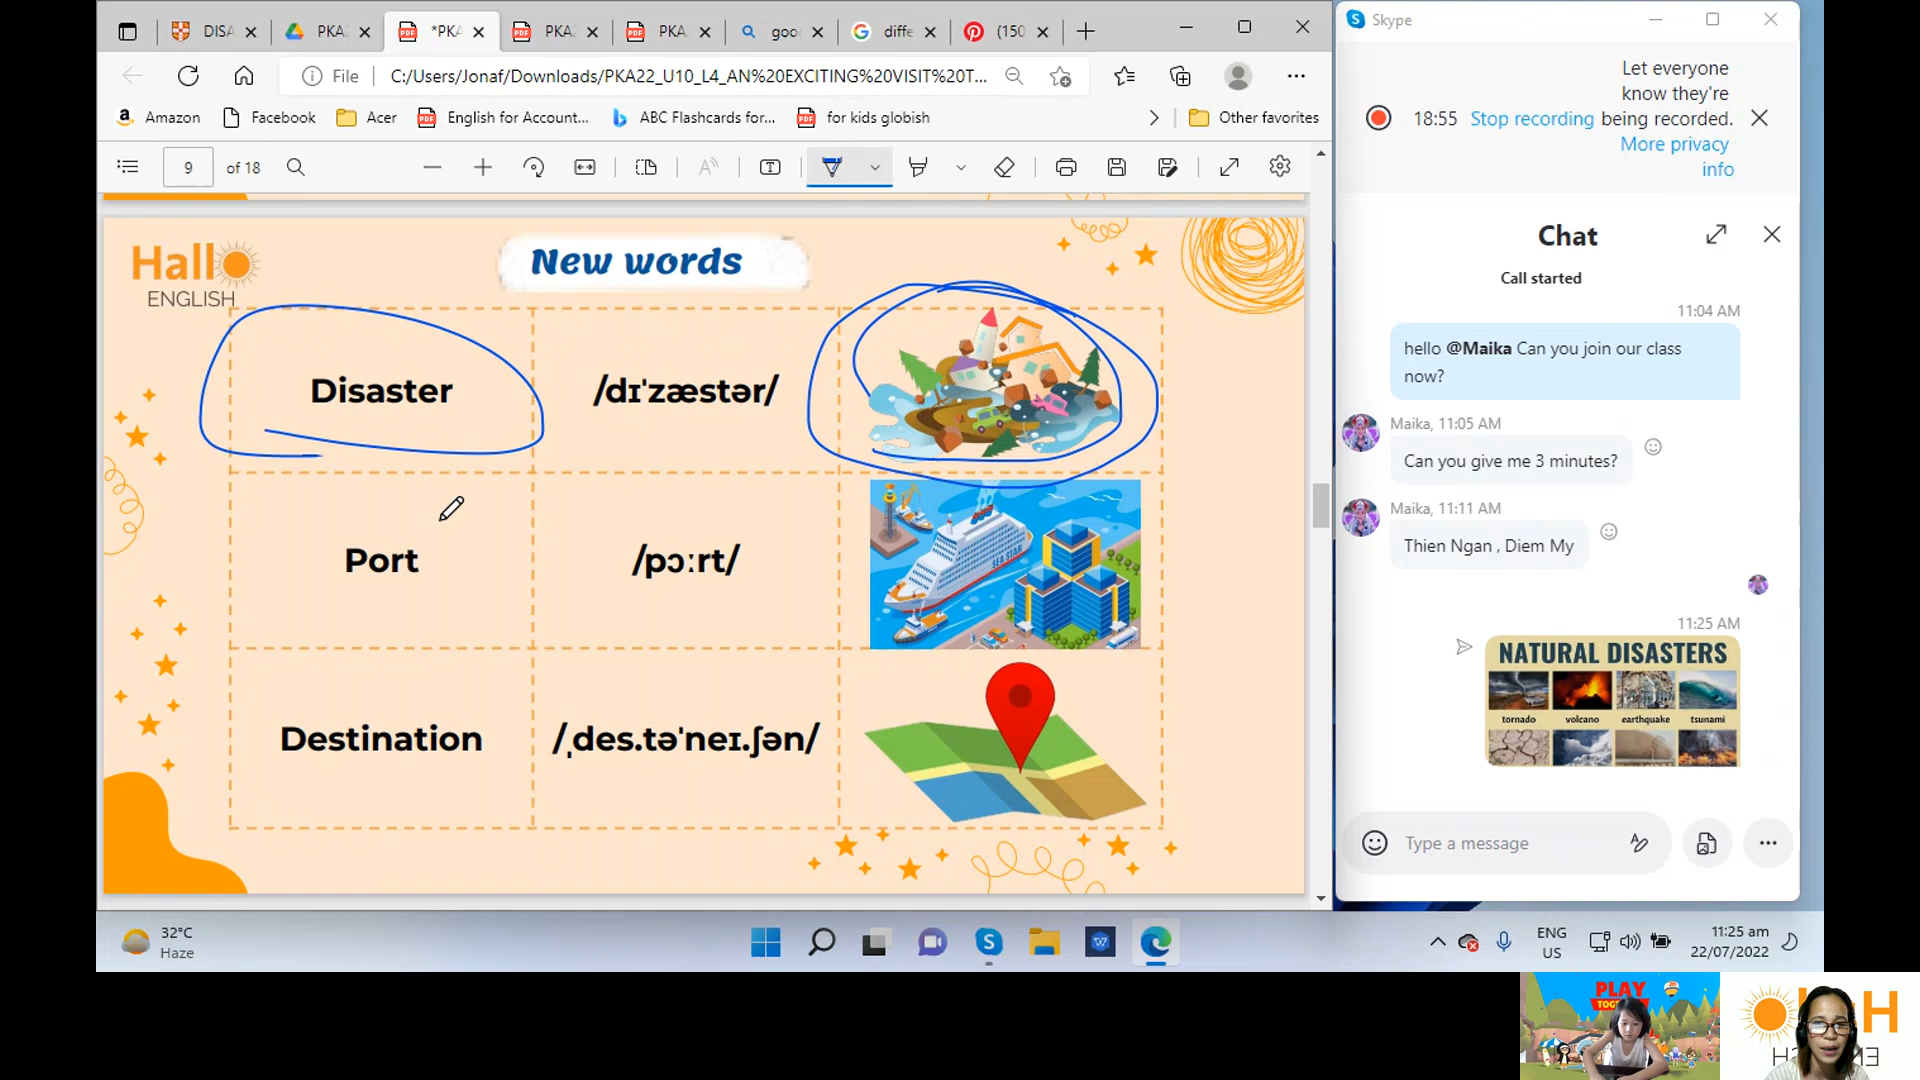 DISA
PKA
*PKA
PKA
PKA
goo
diffe
(150
File
C:/Users/Jonaf/Downloads/PKA22_U10_L4_AN%20EXCITING%20VISIT%20T...
Amazon
Facebook
Acer
English for Account...
ABC Flashcards for...
for kids globish
Other favorites
9 of 18
Hallo
ENGLISH
New words
Disaster /dɪˈzæstər/
Port /pɔːrt/
SEA STAR
Destination /ˌdes.təˈneɪ.ʃən/
Skype
18:55 Stop recording
Let everyone
know they're
being recorded.
More privacy
info
Chat
Call started
11:04 AM
hello @Maika Can you join our class
now?
Maika, 11:05 AM
Can you give me 3 minutes?
Maika, 11:11 AM
Thien Ngan , Diem My
11:25 AM
NATURAL DISASTERS
tornado volcano earthquake tsunami
Type a message
32°C
Haze
ENG
US
11:25 am
22/07/2022
PLAY